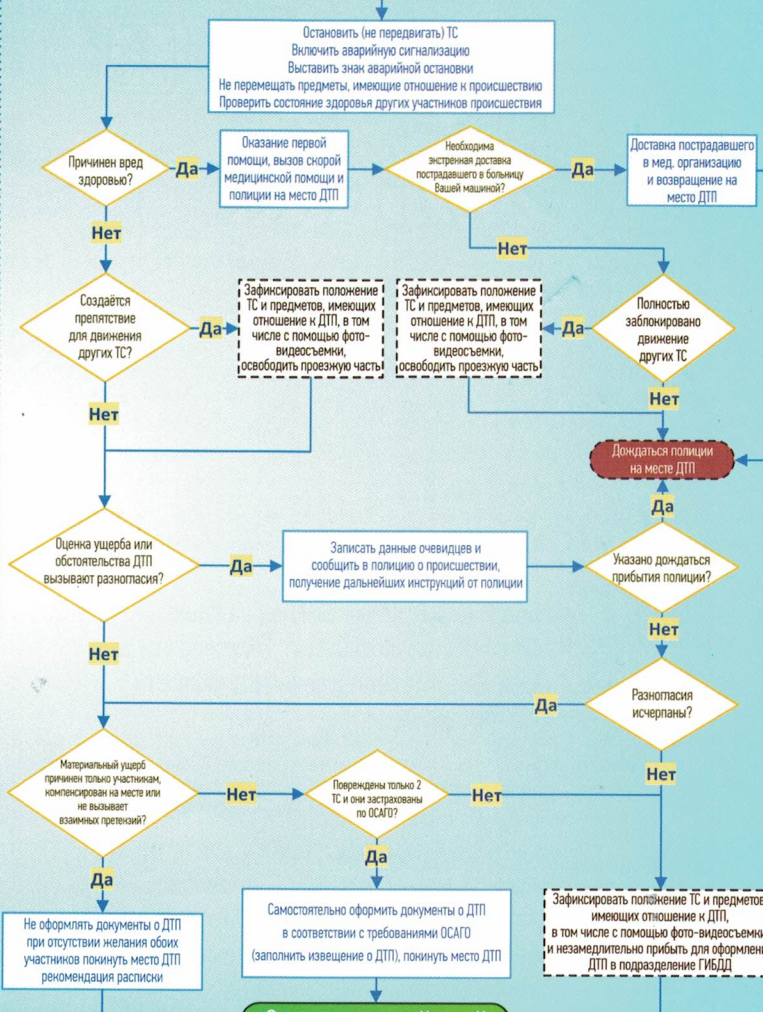 Остановить (не передвигать) ТС
Включить аварийную сигнализацию
Выставить знак аварийной остановки
Не перемещать предметы, имеющие отношение к происшествию
Проверить состояние здоровья других участников происшествия
Причинен вред
здоровью?
Да
Оказание первой
помощи, вызов скорой
медицинской помощи и
полиции на место ДТП
Необходима
экстренная доставка
пострадавшего в больницу
Вашей машиной?
Да
Доставка пострадавшего
в мед. организацию
и возвращение на
место ДТП
Нет
Нет
Создаётся
препятствие
для движения
других ТС?
Да
Зафиксировать положение
ТС и предметов, имеющих
отношение к ДТП, в том
числе с помощью фото-
видеосъемки,
освободить проезжую часть
Зафиксировать положение
ТС и предметов, имеющих
отношение к ДТП, в том
числе с помощью фото-
видеосъемки,
освободить проезжую часть
Да
Полностью
заблокировано
движение
других ТС
Нет
Нет
Дождаться полиции
на месте ДТП
Да
Оценка ущерба или
обстоятельства ДТП
вызывают разногласия?
Да
Записать данные очевидцев и
сообщить в полицию о происшествии,
получение дальнейших инструкций от полиции
Указано дождаться
прибытия полиции?
Нет
Нет
Разногласия
исчерпаны?
Да
Нет
Материальный ущерб
причинен только участникам,
компенсирован на месте или
не вызывает
взаимных претензий?
Нет
Повреждены только 2
ТС и они застрахованы
по ОСАГО?
Нет
Да
Да
Не оформлять документы о ДТП
при отсутствии желания обоих
участников покинуть место ДТП
рекомендация расписки
Самостоятельно оформить документы о ДТП
в соответствии с требованиями ОСАГО
(заполнить извещение о ДТП), покинуть место ДТП
Зафиксировать положение ТС и предметов
имеющих отношение к ДТП,
в том числе с помощью фото-видеосъемки
и незамедлительно прибыть для оформлени
ДТП в подразделение ГИБДД